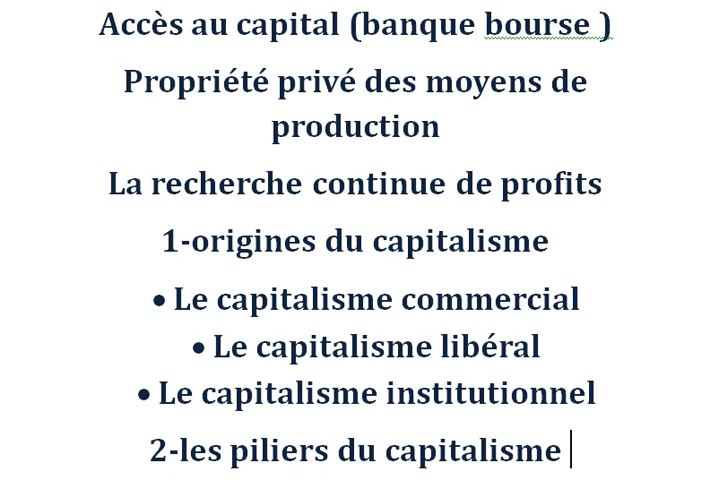 Accès au capital (banque bourse )
Propriété privé des moyens de
production
La recherche continue de profits
1-origines du capitalisme
• Le capitalisme commercial
• Le capitalisme libéral
• Le capitalisme institutionnel
2-les piliers du capitalisme